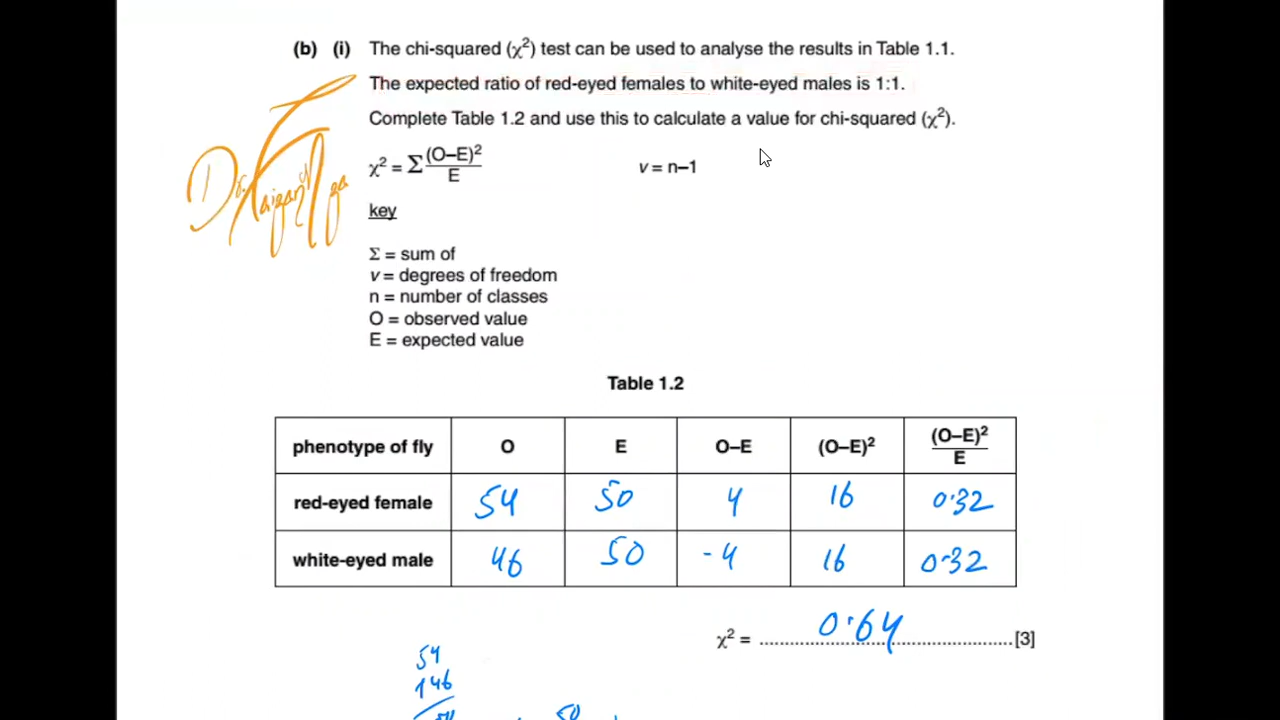 (b) (i) The chi-squared (χ²) test can be used to analyse the results in Table 1.1.
The expected ratio of red-eyed females to white-eyed males is 1:1.
Complete Table 1.2 and use this to calculate a value for chi-squared (χ²).
χ² = Σ(O–E)²/E v = n–1
key
Σ = sum of
v = degrees of freedom
n = number of classes
O = observed value
E = expected value
Table 1.2
phenotype of fly O E O–E (O–E)² (O–E)²/E
red-eyed female 54 50 4 16 0.32
white-eyed male 46 50 -4 16 0.32
χ² = 0.64 [3]
54
50